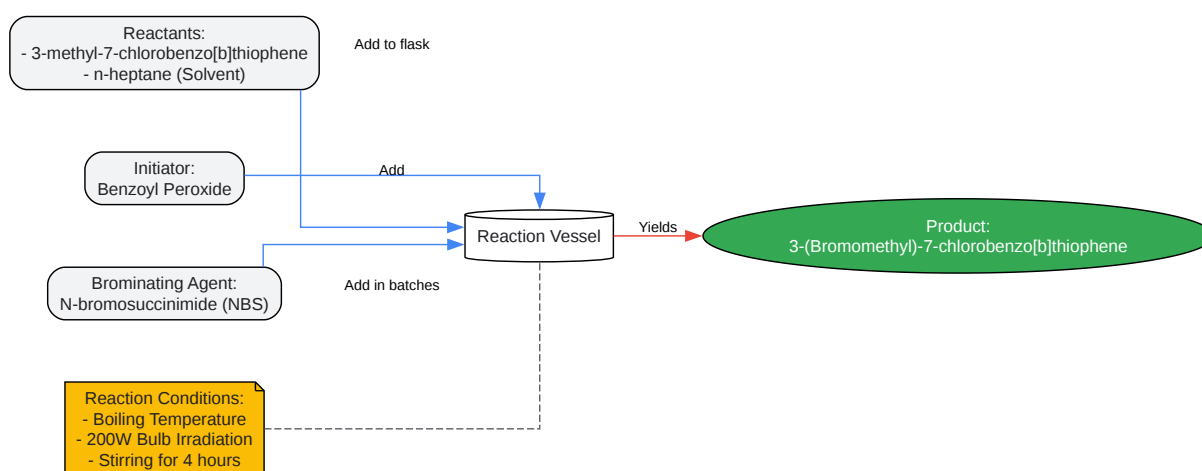 Reactants:
- 3-methyl-7-chlorobenzo[b]thiophene
- n-heptane (Solvent)
Add to flask
Initiator:
Benzoyl Peroxide
Add
Reaction Vessel
Yields
Product:
3-(Bromomethyl)-7-chlorobenzo[b]thiophene
Brominating Agent:
N-bromosuccinimide (NBS)
Add in batches
Reaction Conditions:
- Boiling Temperature
- 200W Bulb Irradiation
- Stirring for 4 hours